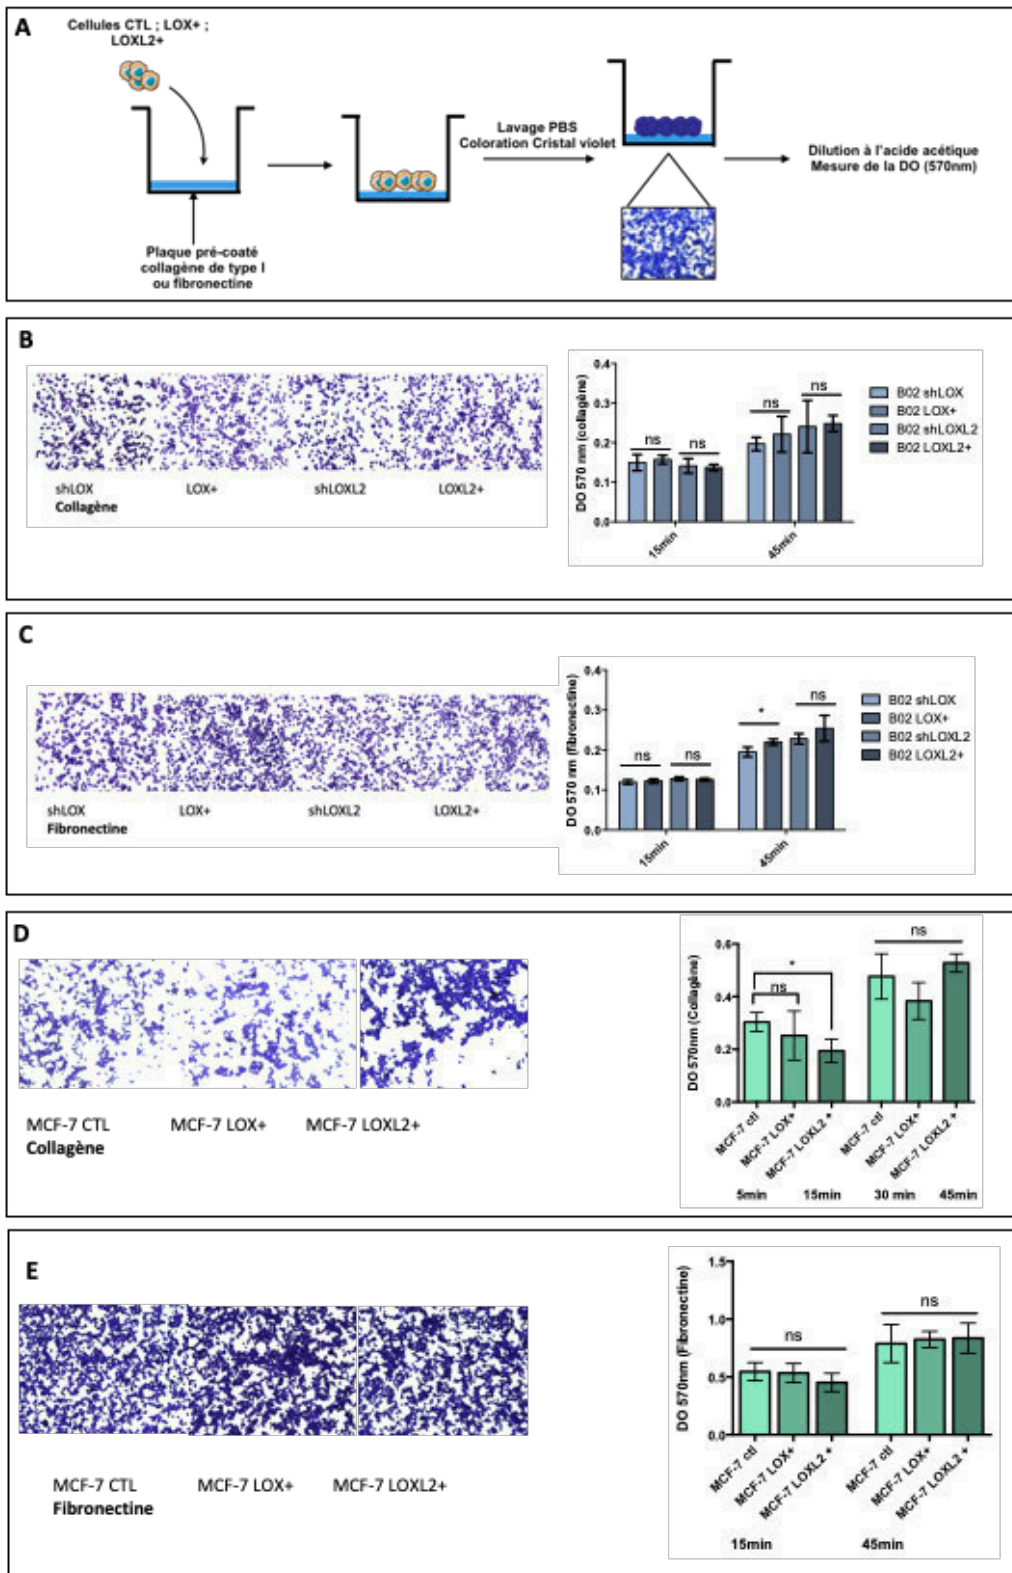 A
Cellules CTL ; LOX+ ;
LOXL2+
Plaque pré-coaté
collagène de type I
ou fibronectine
Lavage PBS
Coloration Cristal violet
Dilution à l'acide acétique
Mesure de la DO (570nm)
B
shLOX LOX+ shLOXL2 LOXL2+
Collagène
DO 570 nm (collagène)
0.4
0.3
0.2
0.1
0.0
ns ns ns ns
15min 45min
B02 shLOX
B02 LOX+
B02 shLOXL2
B02 LOXL2+
C
shLOX LOX+ shLOXL2 LOXL2+
Fibronectine
DO 570 nm (fibronectine)
0.4
0.3
0.2
0.1
0.0
ns ns * ns
15min 45min
B02 shLOX
B02 LOX+
B02 shLOXL2
B02 LOXL2+
D
MCF-7 CTL MCF-7 LOX+ MCF-7 LOXL2+
Collagène
DO 570nm (Collagène)
0.6
0.4
0.2
0.0
* ns ns
MCF-7 ctl MCF-7 LOX+ MCF-7 LOXL2 + MCF-7 ctl MCF-7 LOX+ MCF-7 LOXL2 +
5min 15min 30 min 45min
E
MCF-7 CTL MCF-7 LOX+ MCF-7 LOXL2+
Fibronectine
DO 570nm (Fibronectine)
1.5
1.0
0.5
0.0
ns ns
MCF-7 ctl MCF-7 LOX+ MCF-7 LOXL2 + MCF-7 ctl MCF-7 LOX+ MCF-7 LOXL2 +
15min 45min